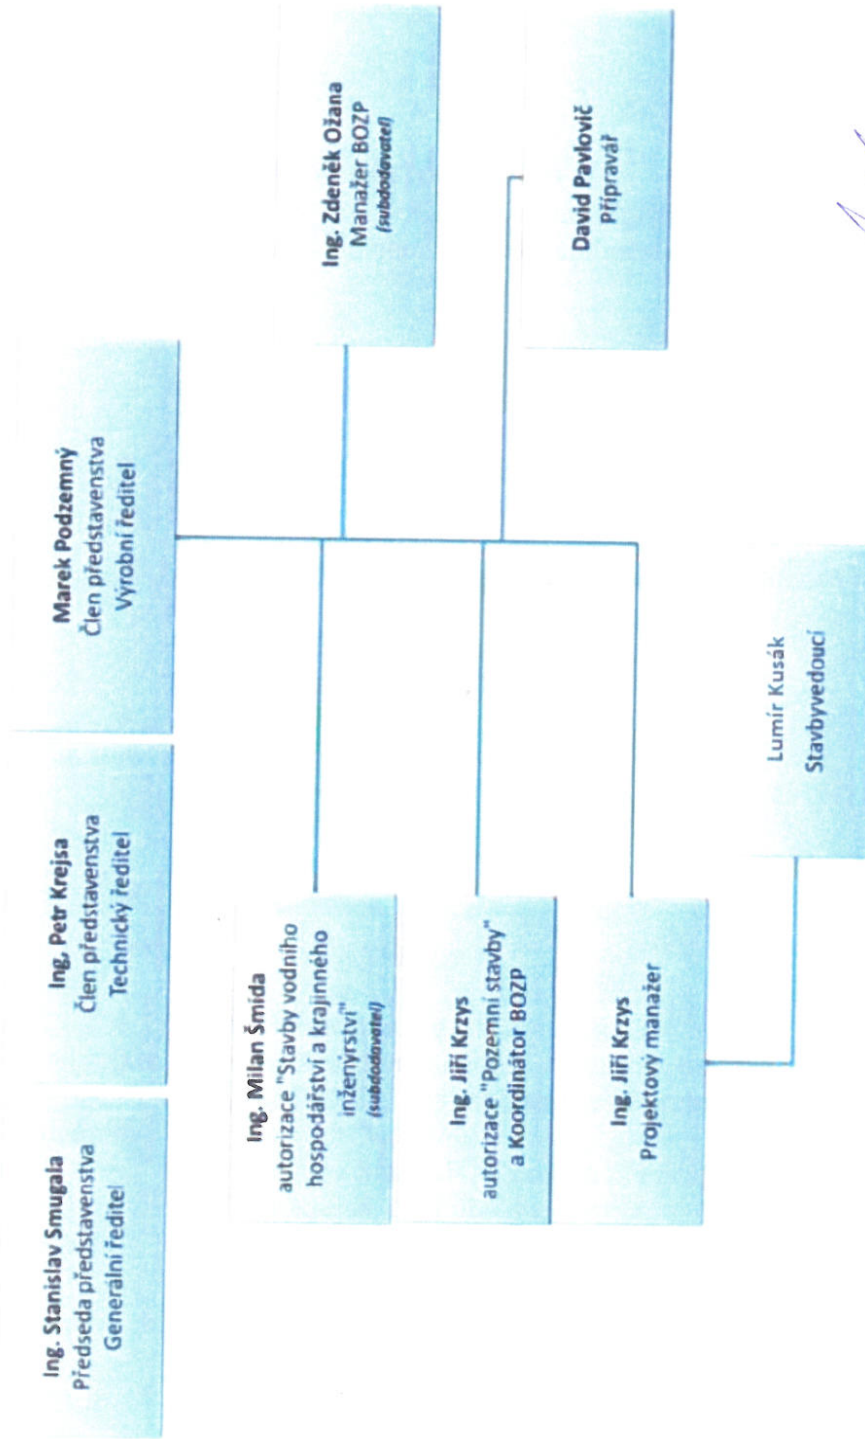 Ing. Stanislav Smugala
Předseda představenstva
Generální ředitel
Ing. Petr Krejsa
Člen představenstva
Technický ředitel
Marek Podzemný
Člen představenstva
Výrobní ředitel
Ing. Milan Šmída
autorizace "Stavby vodního
hospodářství a krajinného
inženýrství"
(subdodavatel)
Ing. Zdeněk Ožana
Manažer BOZP
(subdodavatel)
Ing. Jiří Krzys
autorizace "Pozemní stavby"
a Koordinátor BOZP
David Pavlovič
Přípravář
Ing. Jiří Krzys
Projektový manažer
Lumír Kusák
Stavbyvedoucí